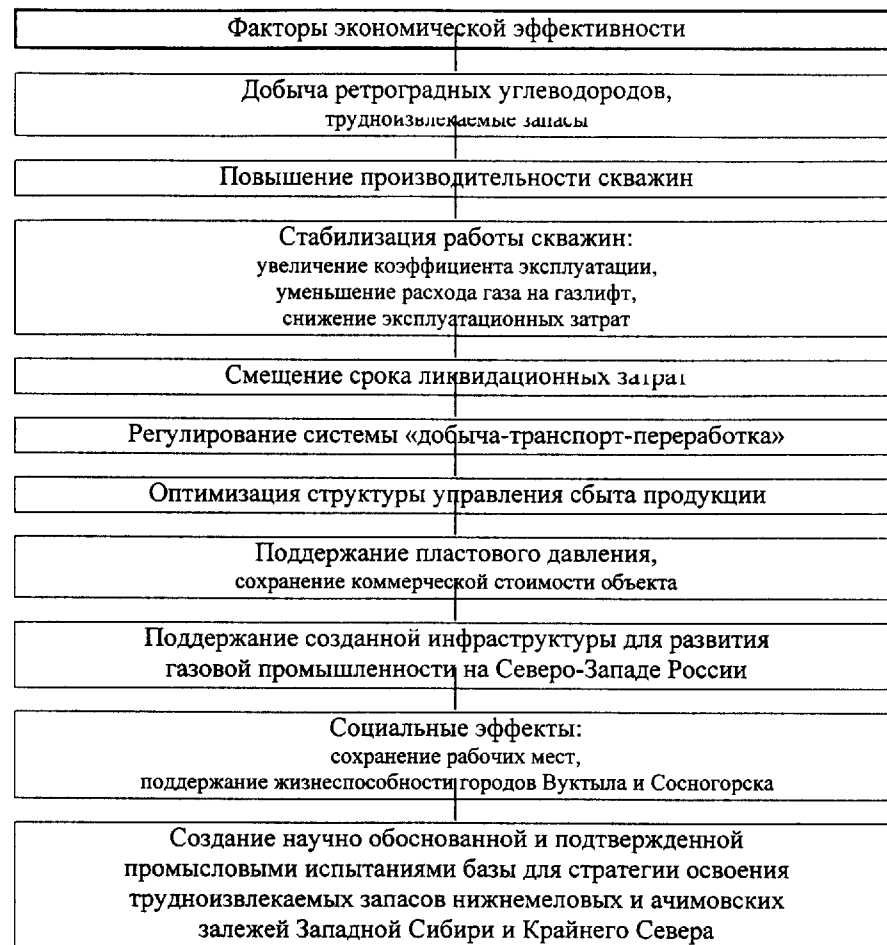 Факторы экономической эффективности
Добыча ретроградных углеводородов,
трудноизвлекаемые запасы
Повышение производительности скважин
Стабилизация работы скважин:
увеличение коэффициента эксплуатации,
уменьшение расхода газа на газлифт,
снижение эксплуатационных затрат
Смещение срока ликвидационных затрат
Регулирование системы «добыча-транспорт-переработка»
Оптимизация структуры управления сбыта продукции
Поддержание пластового давления,
сохранение коммерческой стоимости объекта
Поддержание созданной инфраструктуры для развития
газовой промышленности на Северо-Западе России
Социальные эффекты:
сохранение рабочих мест,
поддержание жизнеспособности городов Вуктыла и Сосногорска
Создание научно обоснованной и подтвержденной
промысловыми испытаниями базы для стратегии освоения
трудноизвлекаемых запасов нижнемеловых и ачимовских
залежей Западной Сибири и Крайнего Севера